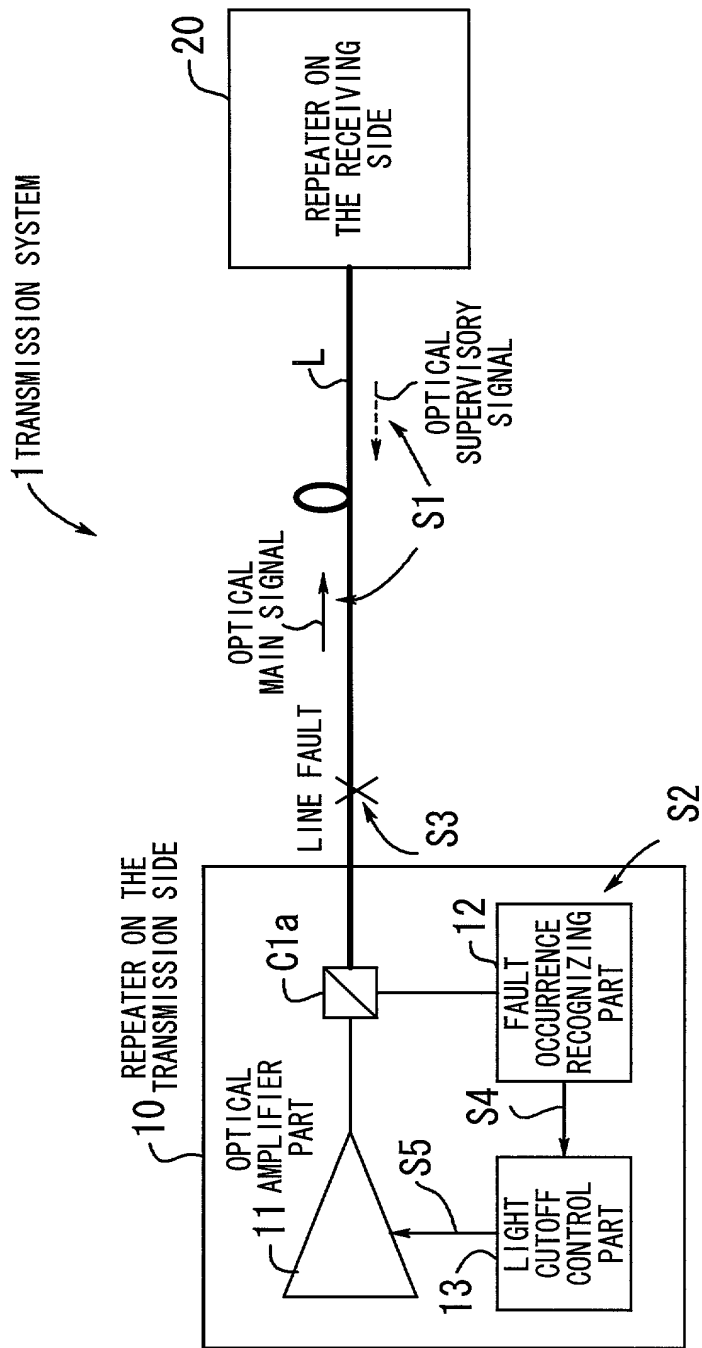 1 TRANSMISSION SYSTEM
10
REPEATER ON THE
TRANSMISSION SIDE
11
OPTICAL
AMPLIFIER
PART
C1a
LINE FAULT
OPTICAL
MAIN SIGNAL
L
20
REPEATER ON
THE RECEIVING
SIDE
S3
S1
OPTICAL
SUPERVISORY
SIGNAL
S5
13
LIGHT
CUTOFF
CONTROL
PART
S4
12
FAULT
OCCURRENCE
RECOGNIZING
PART
S2